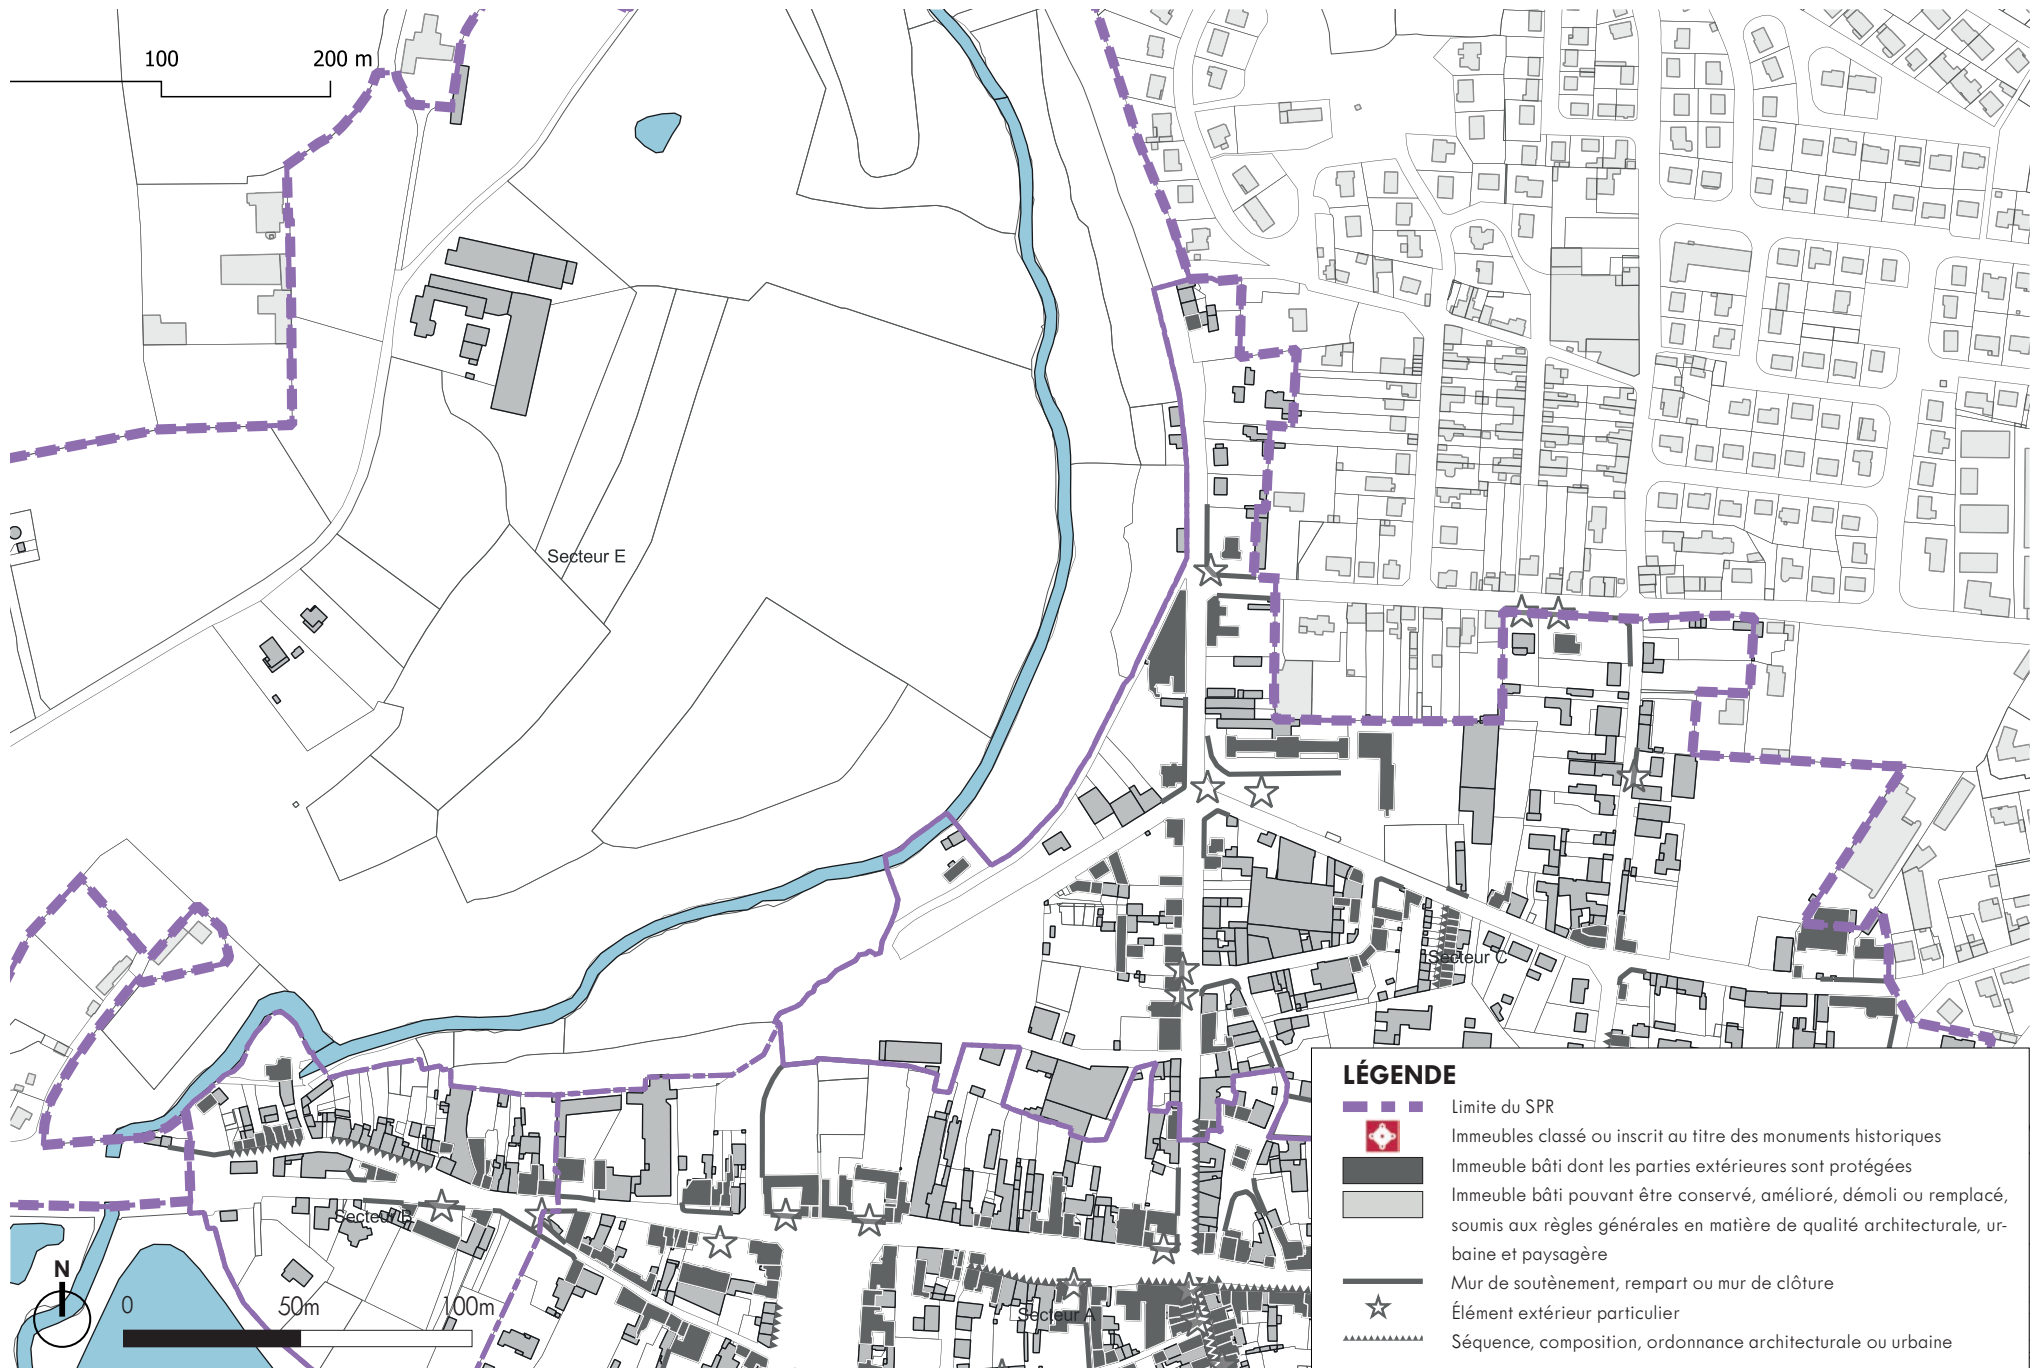 100 200 m
Secteur E
Secteur C
Secteur B
Secteur A
N
0 50m 100m
LÉGENDE
Limite du SPR
Immeubles classé ou inscrit au titre des monuments historiques
Immeuble bâti dont les parties extérieures sont protégées
Immeuble bâti pouvant être conservé, amélioré, démoli ou remplacé,
soumis aux règles générales en matière de qualité architecturale, ur-
baine et paysagère
Mur de soutènement, rempart ou mur de clôture
Élément extérieur particulier
Séquence, composition, ordonnance architecturale ou urbaine